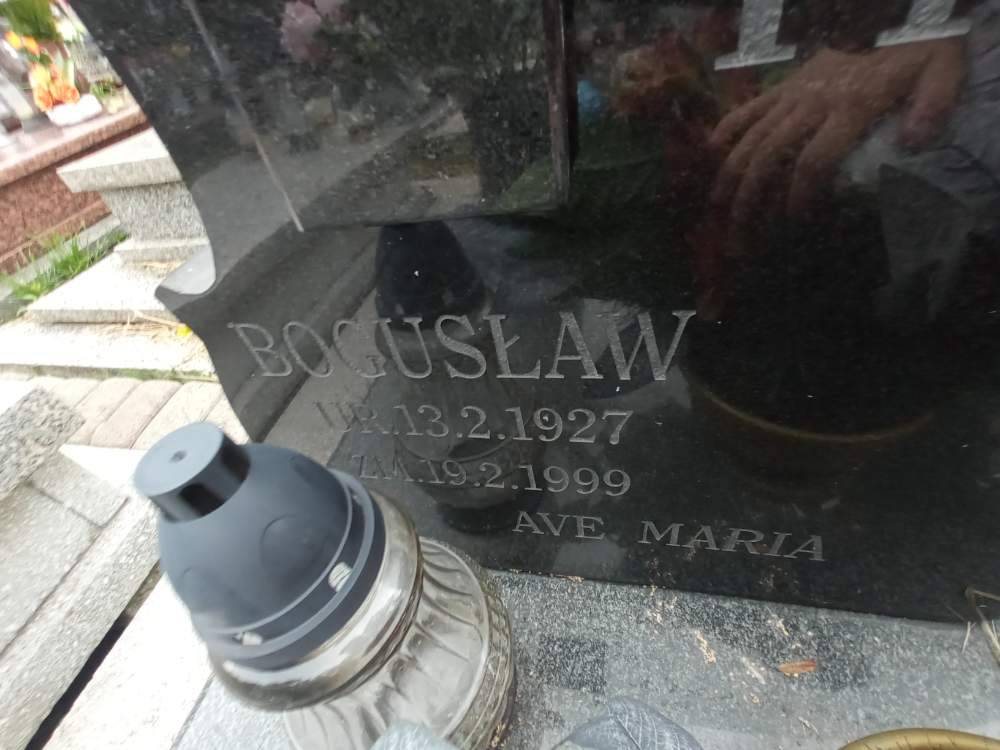 BOGUSŁAW
UR.13.2.1927
ZM.19.2.1999
AVE MARIA